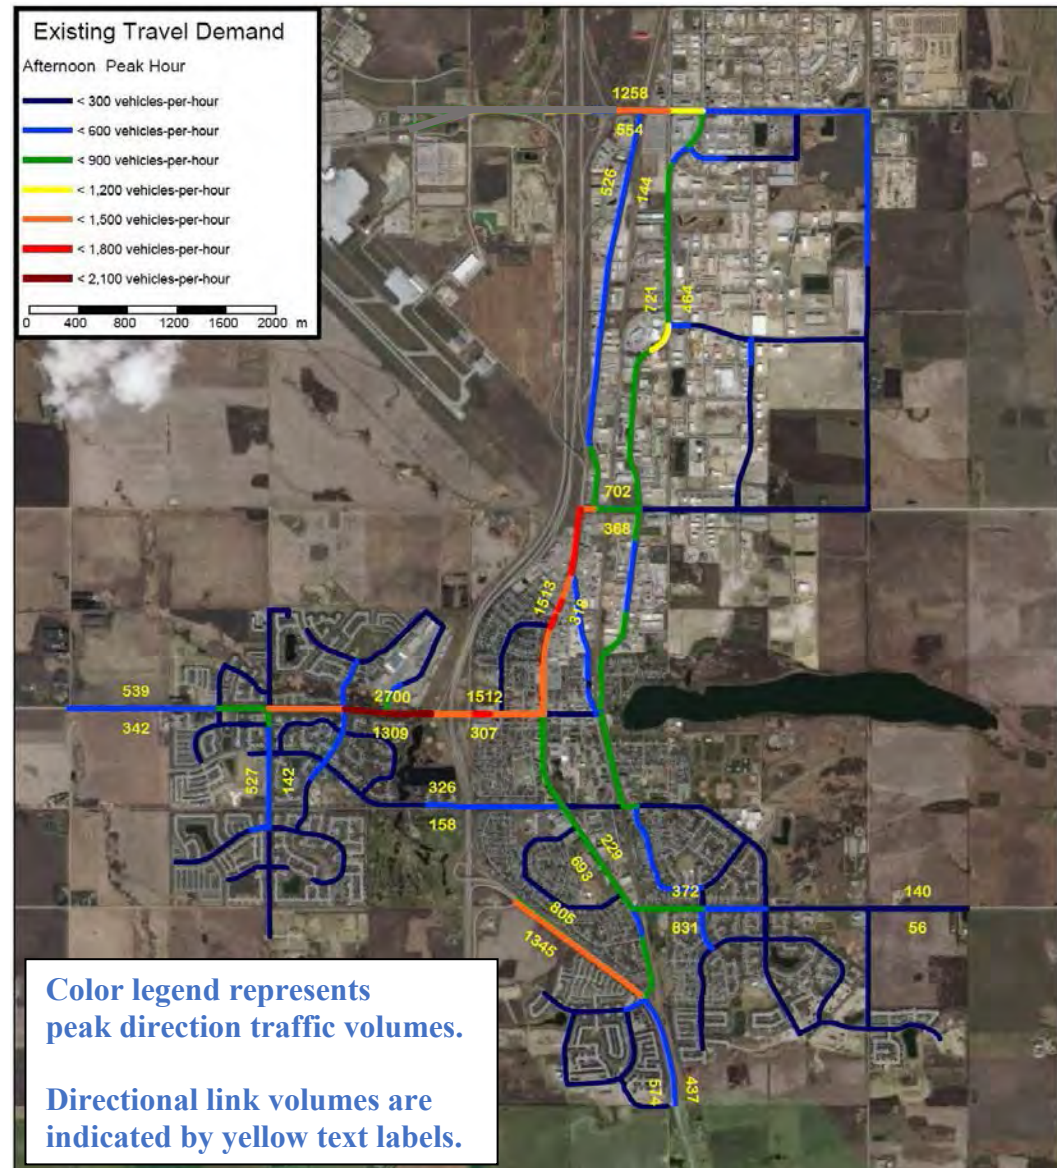 Existing Travel Demand
Afternoon Peak Hour
< 300 vehicles-per-hour
< 600 vehicles-per-hour
< 900 vehicles-per-hour
< 1,200 vehicles-per-hour
< 1,500 vehicles-per-hour
< 1,800 vehicles-per-hour
< 2,100 vehicles-per-hour
0 400 800 1200 1600 2000 m
1258
554
526
144
721
464
702
368
1513
318
539
342
2700
1309
1512
307
527
142
326
158
229
693
372
831
140
56
805
1345
574
437
Color legend represents
peak direction traffic volumes.
Directional link volumes are
indicated by yellow text labels.